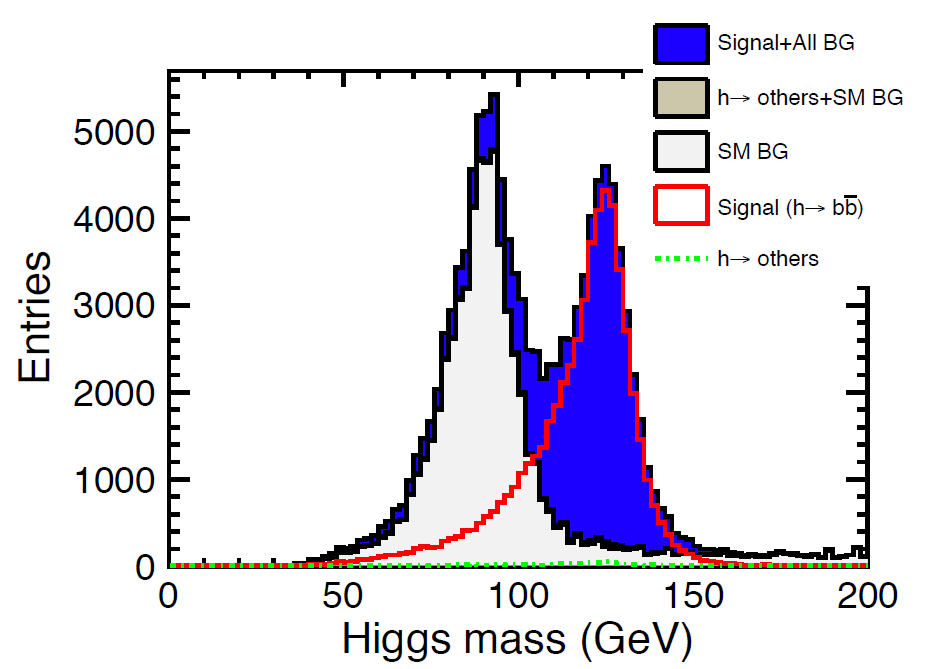 Signal+All BG
h→ others+SM BG
SM BG
Signal (h→ bb̅)
h→ others
Entries
5000
4000
3000
2000
1000
0
0 50 100 150 200
Higgs mass (GeV)